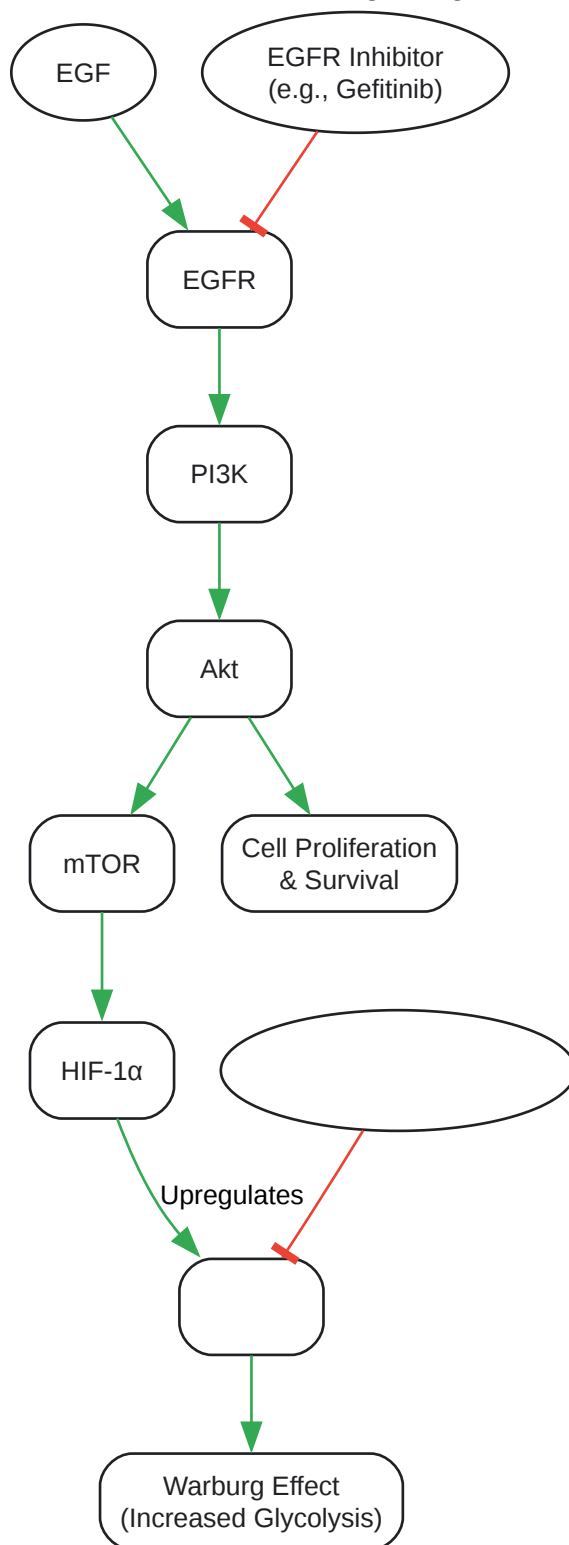 EGF
EGFR Inhibitor
(e.g., Gefitinib)
EGFR
PI3K
Akt
mTOR
Cell Proliferation
& Survival
HIF-1α
Upregulates
Warburg Effect
(Increased Glycolysis)